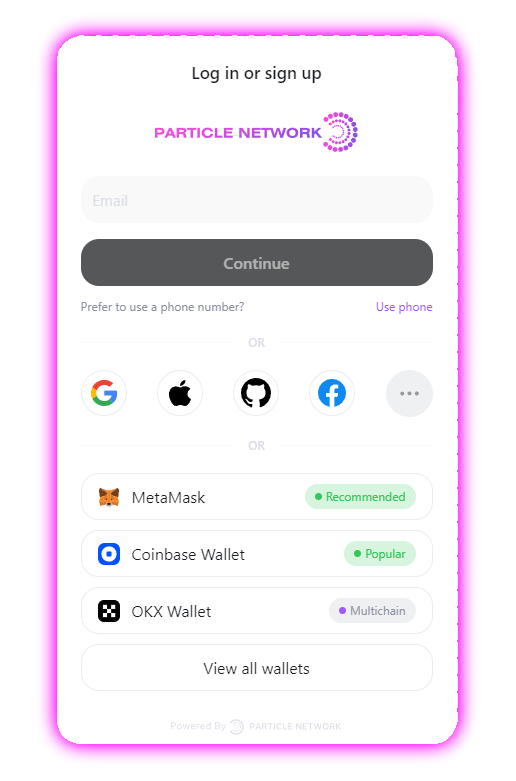 Log in or sign up
PARTICLE NETWORK
Email
Continue
Prefer to use a phone number? Use phone
OR
OR
MetaMask Recommended
Coinbase Wallet Popular
OKX Wallet Multichain
View all wallets
Powered By PARTICLE NETWORK